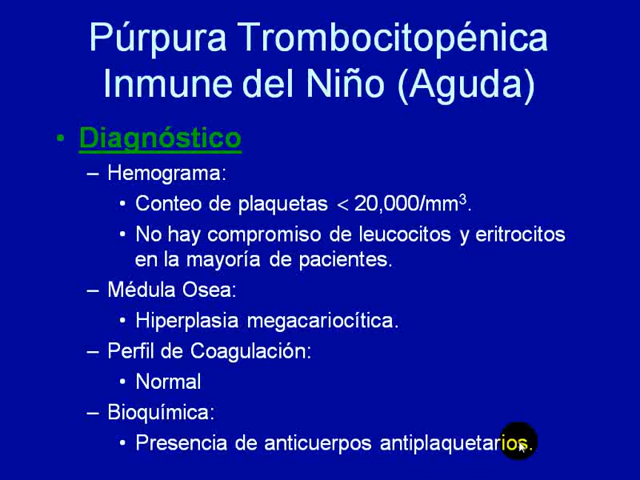 Púrpura Trombocitopénica
Inmune del Niño (Aguda)
• Diagnóstico
– Hemograma:
• Conteo de plaquetas < 20,000/mm³.
• No hay compromiso de leucocitos y eritrocitos
en la mayoría de pacientes.
– Médula Osea:
• Hiperplasia megacariocítica.
– Perfil de Coagulación:
• Normal
– Bioquímica:
• Presencia de anticuerpos antiplaquetarios.